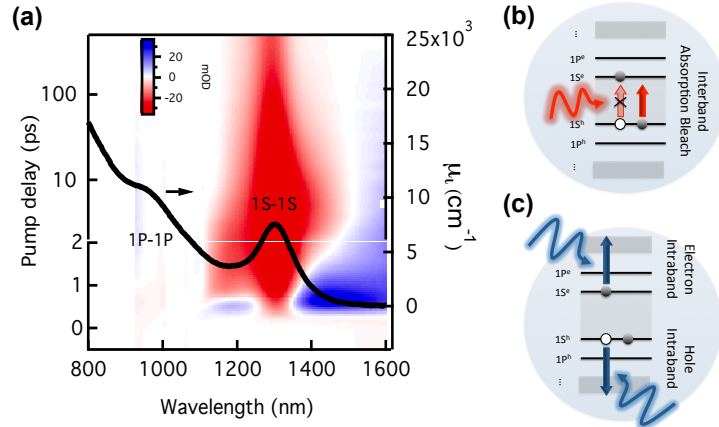 (a)
20
0
-20
mOD
25x10³
20
15
10
5
0
μᵢ (cm⁻¹)
100
10
2
1
0
Pump delay (ps)
1P-1P
1S-1S
800
1000
1200
1400
1600
Wavelength (nm)
(b)
...
1Pᵉ
1Sᵉ
1Sʰ
1Pʰ
Interband
Absorption Bleach
(c)
1Pᵉ
1Sᵉ
1Sʰ
1Pʰ
...
Electron
Intraband
Hole
Intraband